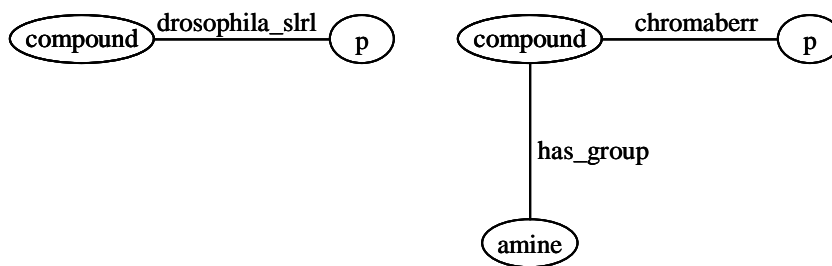 compound drosophila_slrl p
compound chromaberr p
has_group
amine